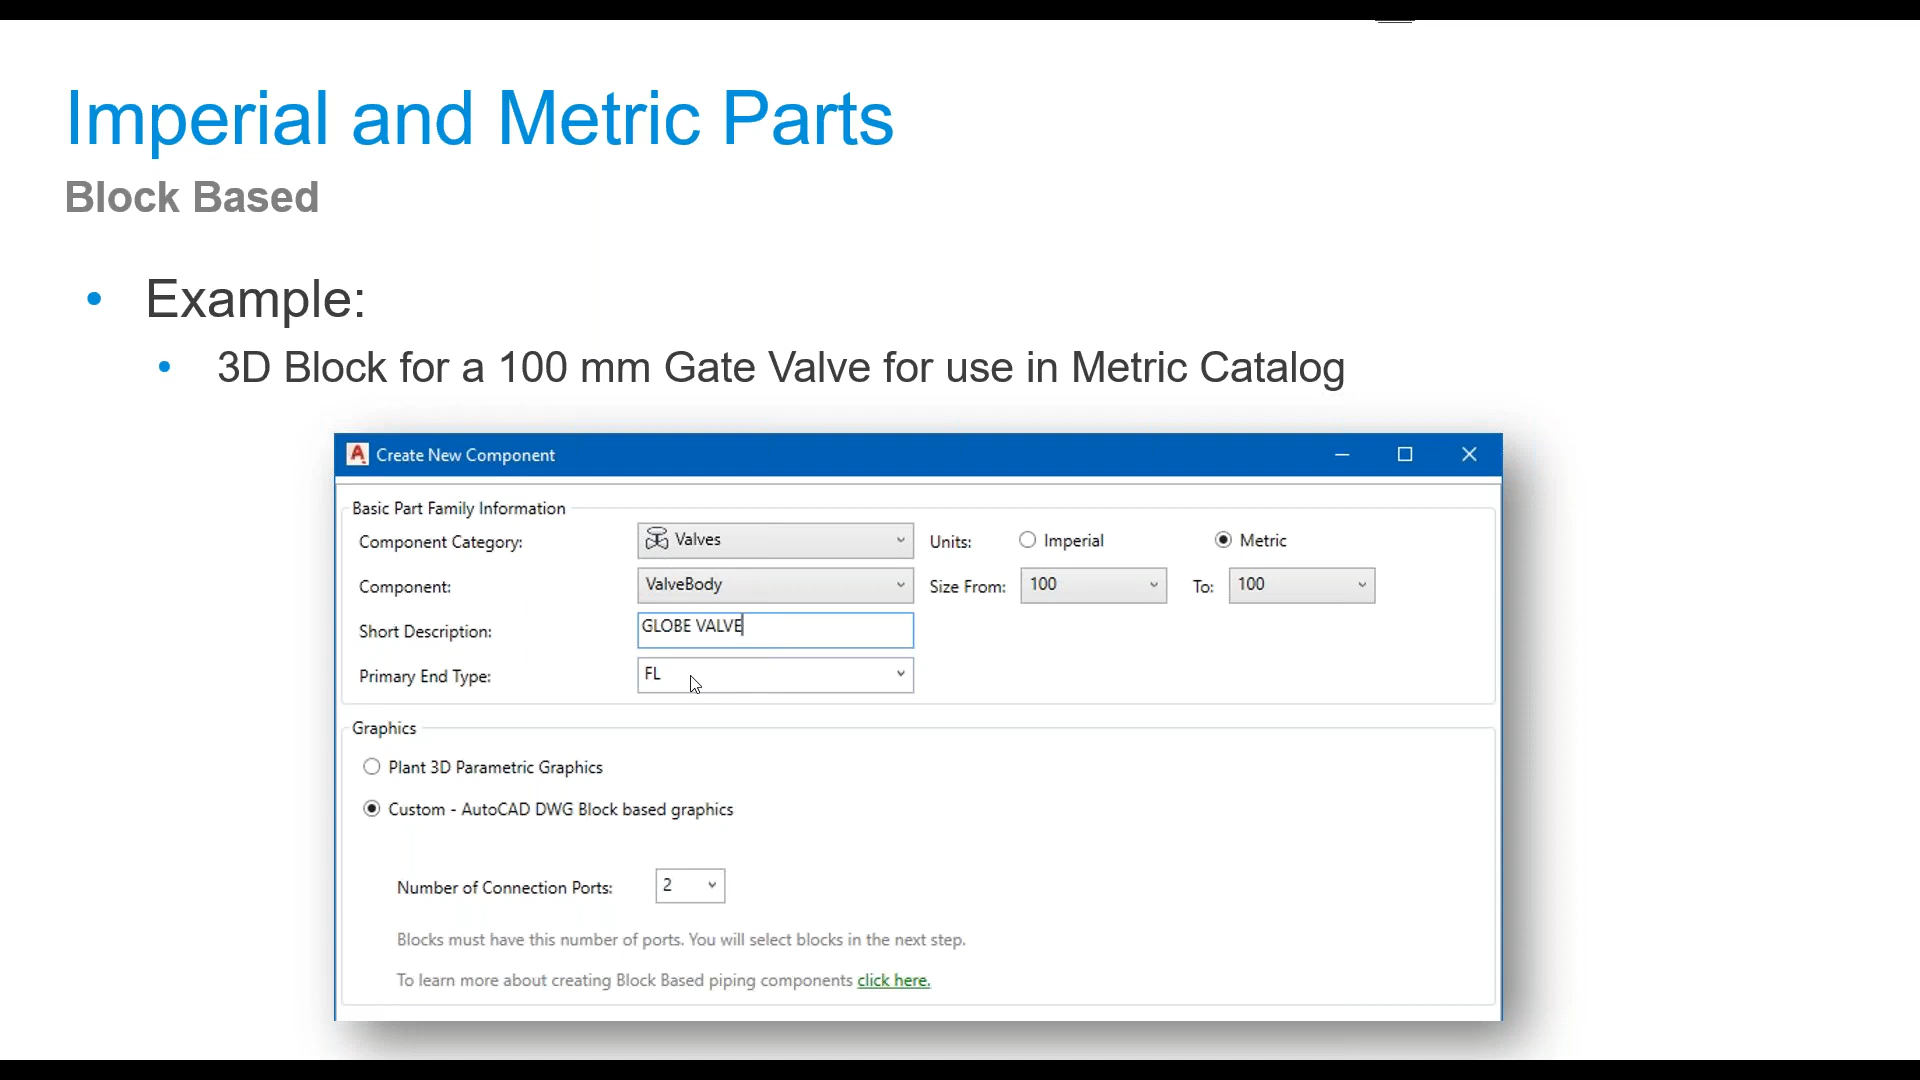 Imperial and Metric Parts
Block Based
• Example:
• 3D Block for a 100 mm Gate Valve for use in Metric Catalog
Create New Component
Basic Part Family Information
Component Category: Valves Units: Imperial Metric
Component: ValveBody Size From: 100 To: 100
Short Description: GLOBE VALVE
Primary End Type: FL
Graphics
Plant 3D Parametric Graphics
Custom - AutoCAD DWG Block based graphics
Number of Connection Ports: 2
Blocks must have this number of ports. You will select blocks in the next step.
To learn more about creating Block Based piping components click here.